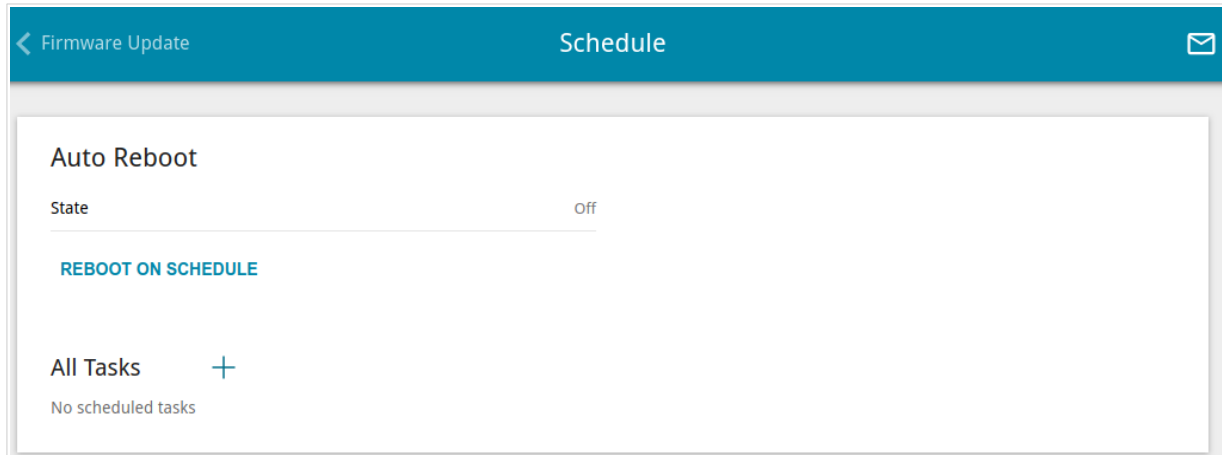 Firmware Update
Schedule
Auto Reboot
State
Off
REBOOT ON SCHEDULE
All Tasks
No scheduled tasks